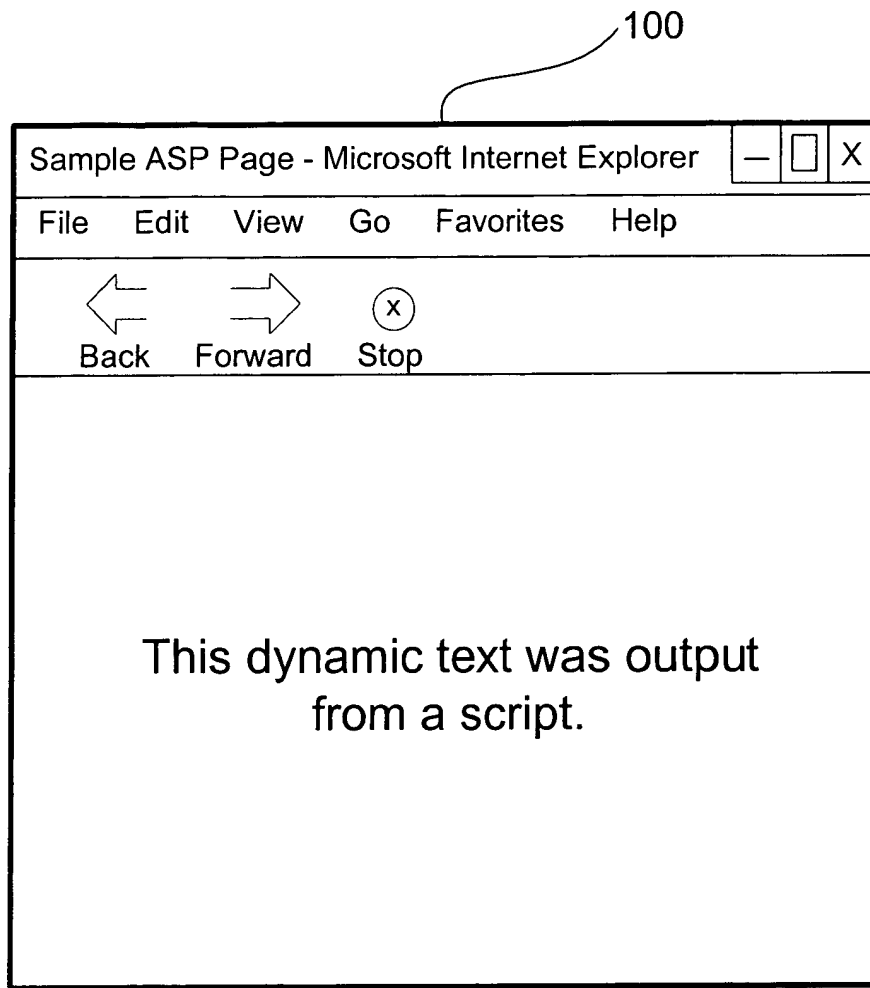 100
Sample ASP Page - Microsoft Internet Explorer — X
File Edit View Go Favorites Help
x
Back Forward Stop
This dynamic text was output
from a script.